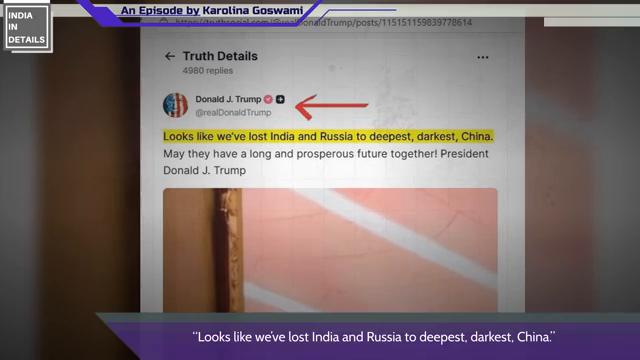 An Episode by Karolina Goswami
INDIA
IN
DETAILS
https://truthsocial.com/@realDonaldTrump/posts/115151159839778614
Truth Details
4980 replies
Donald J. Trump
@realDonaldTrump
Looks like we've lost India and Russia to deepest, darkest, China.
May they have a long and prosperous future together! President
Donald J. Trump
“Looks like we’ve lost India and Russia to deepest, darkest, China.”